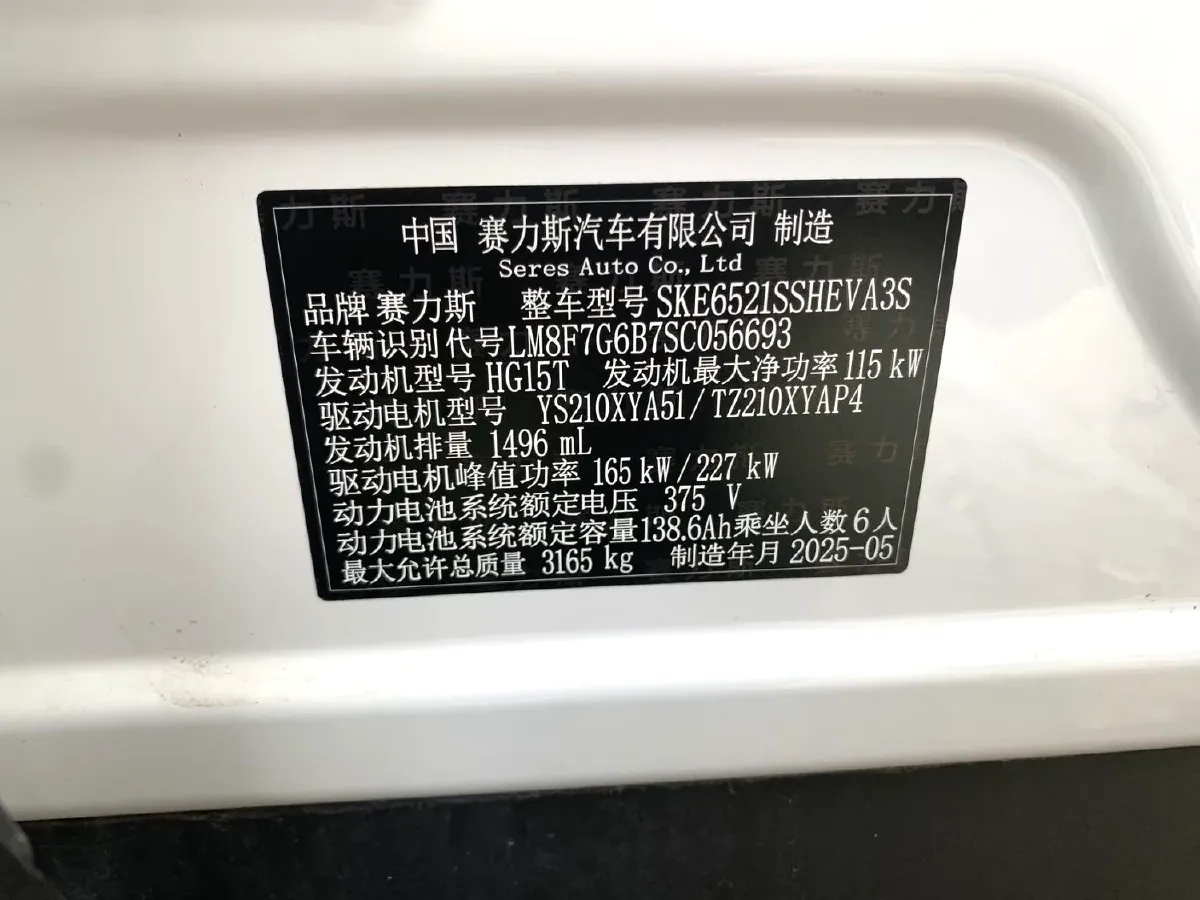 中国 赛力斯汽车有限公司 制造
Seres Auto Co., Ltd
品牌 赛力斯 整车型号 SKE6521SSHEVA3S
车辆识别代号 LM8F7G6B7SC056693
发动机型号 HG15T 发动机最大净功率 115 kW
驱动电机型号 YS210XYA51/TZ210XYAP4
发动机排量 1496 mL
驱动电机峰值功率 165 kW/227 kW
动力电池系统额定电压 375 V
动力电池系统额定容量 138.6Ah 乘坐人数 6 人
最大允许总质量 3165 kg 制造年月 2025-05